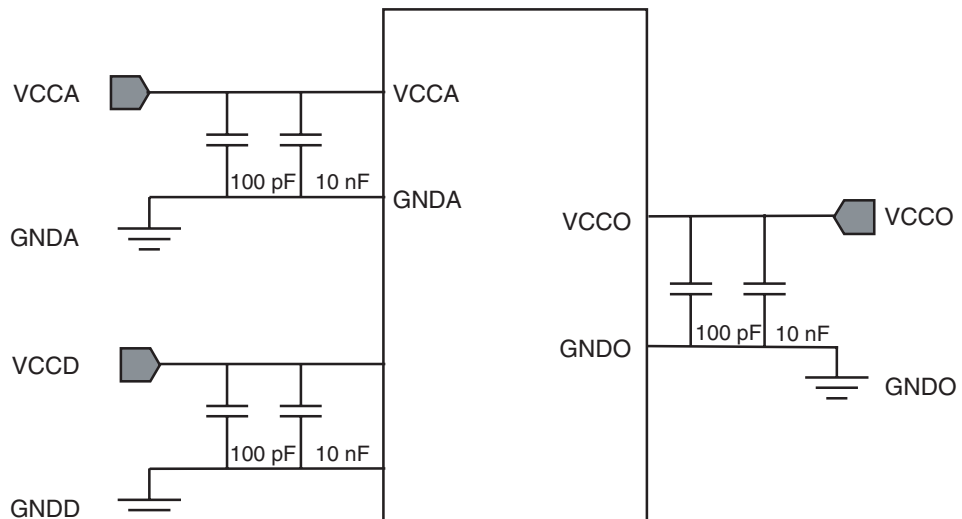 VCCA
VCCA
100 pF 10 nF
GNDA
GNDA
VCCO
VCCO
100 pF 10 nF
GNDO
GNDO
VCCD
100 pF 10 nF
GNDD